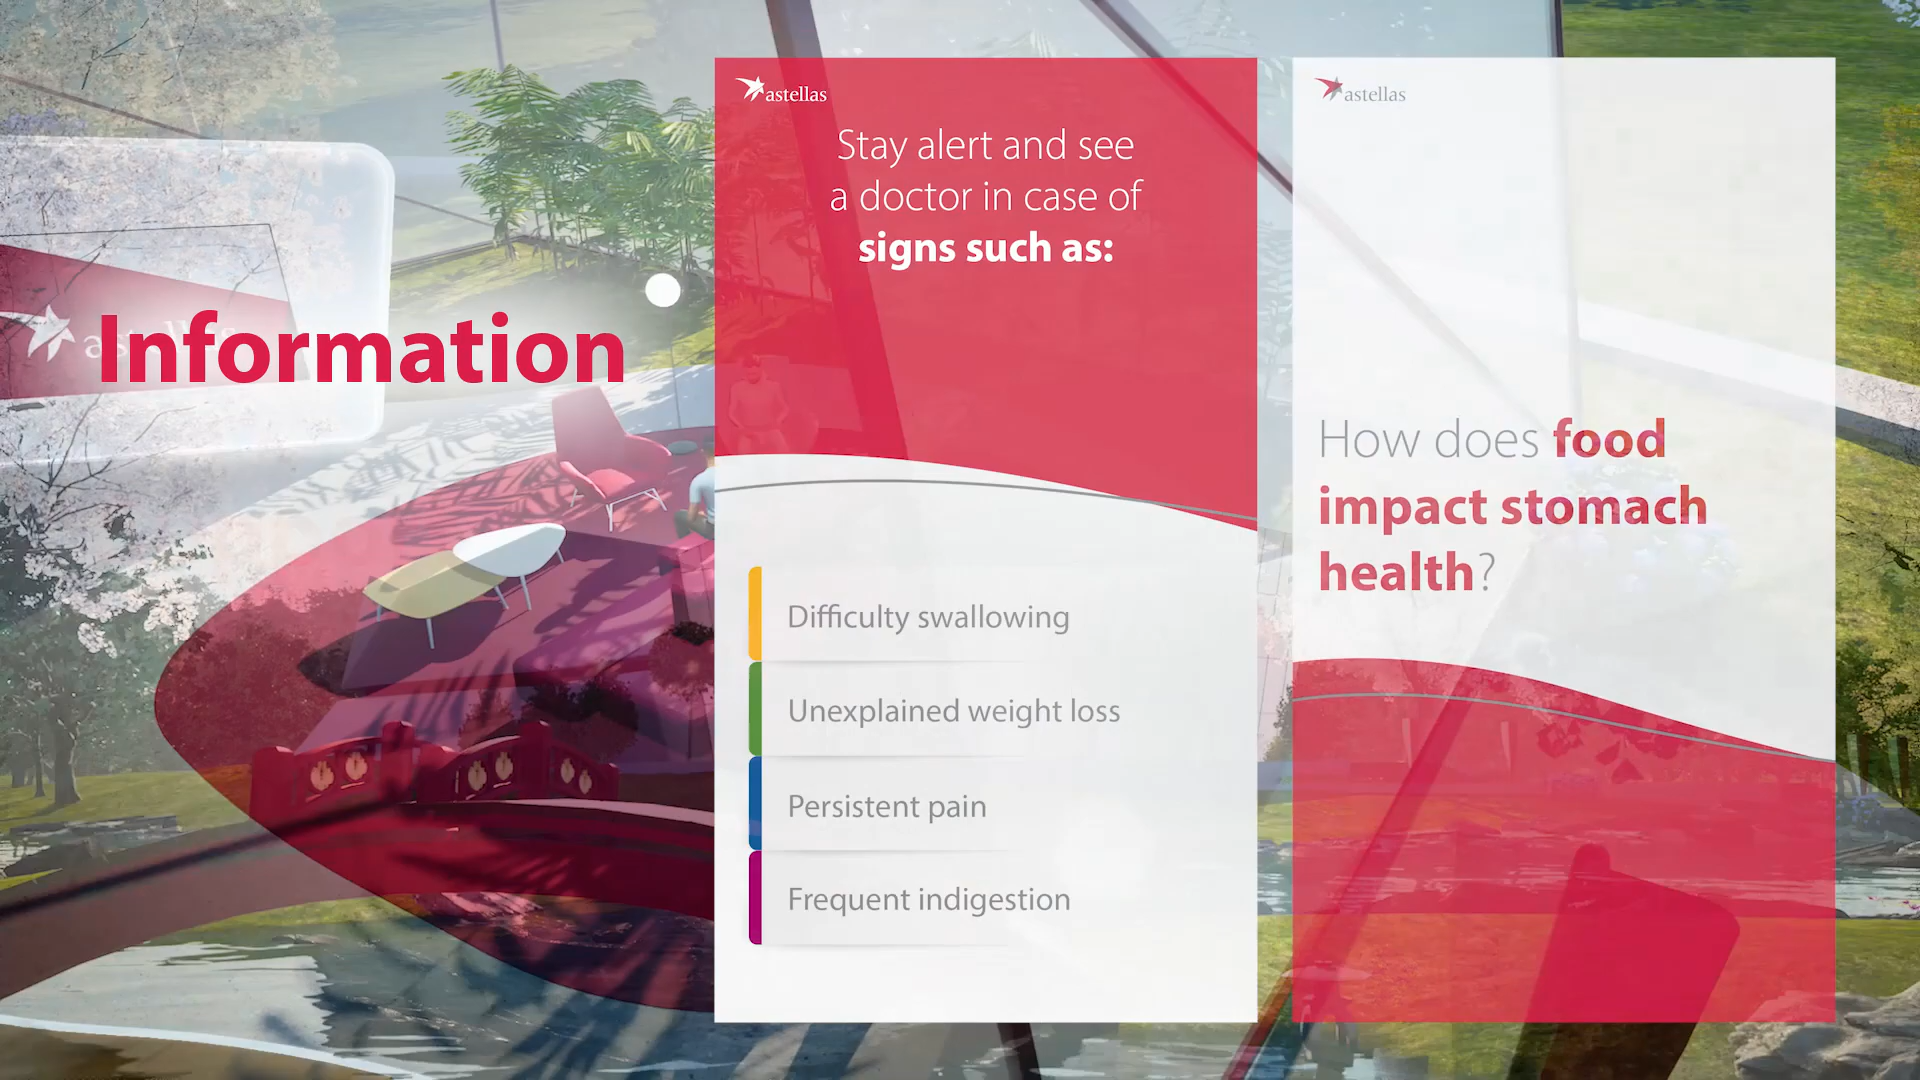 Information
astellas
Stay alert and see
a doctor in case of
signs such as:
Difficulty swallowing
Unexplained weight loss
Persistent pain
Frequent indigestion
astellas
How does food
impact stomach
health?